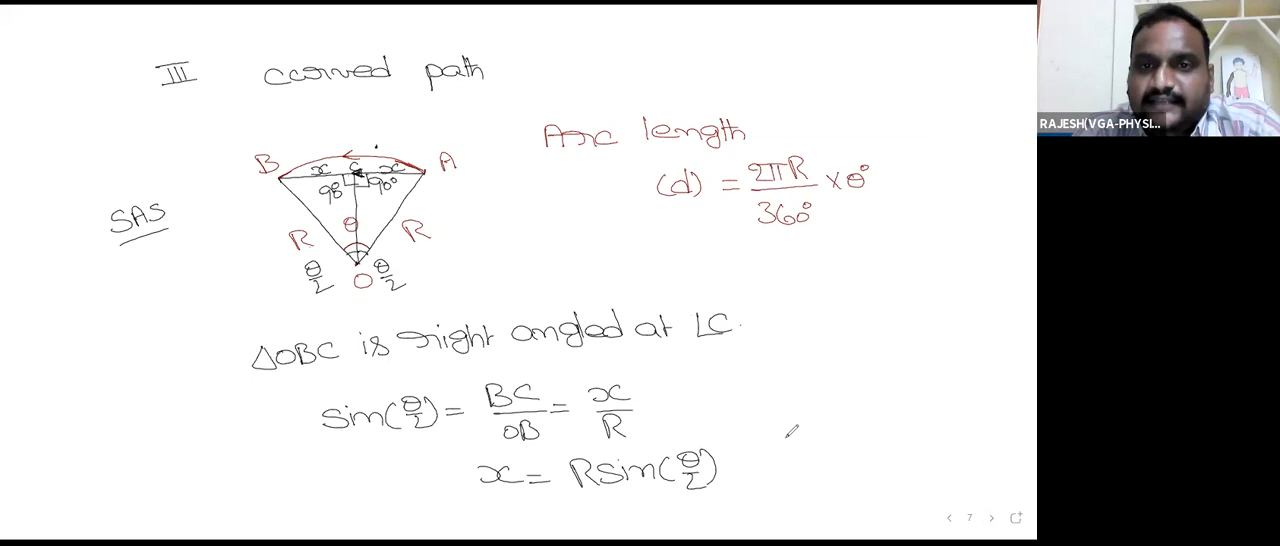 III curved path
Arc length
(d) = 2πR/360° × θ°
B x C x A
90° 90°
SAS
R θ R
θ/2 O θ/2
△OBC is right angled at ∟C.
sin(θ/2) = BC/OB = x/R
x = R sin(θ/2)
RAJESH(VGA-PHYSI...
< 7 >